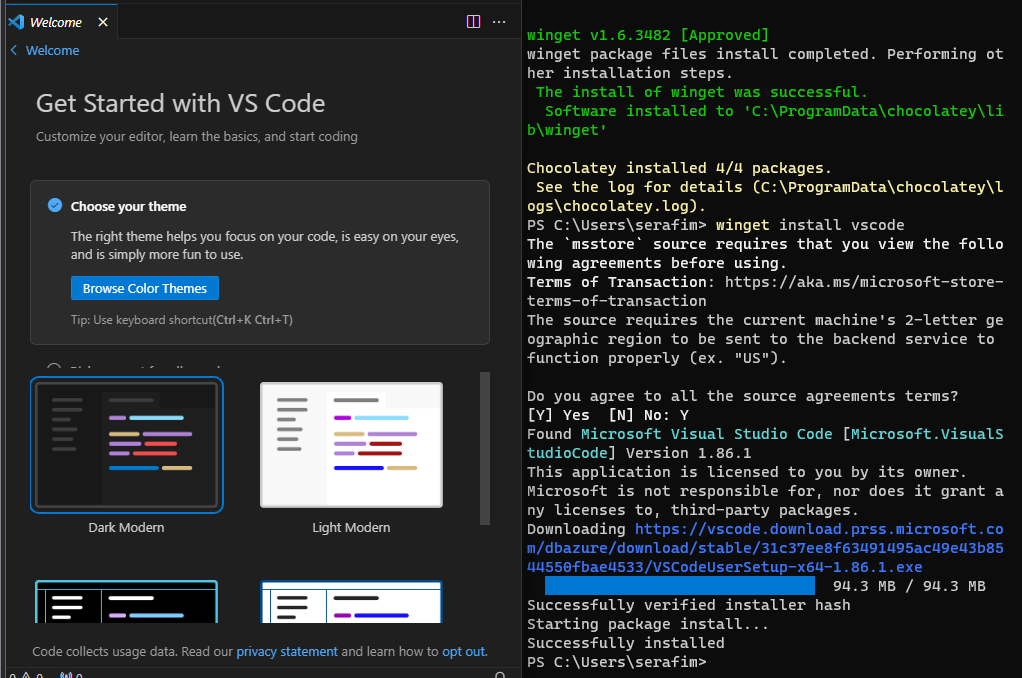 Welcome
Welcome
Get Started with VS Code
Customize your editor, learn the basics, and start coding
Choose your theme
The right theme helps you focus on your code, is easy on your eyes,
and is simply more fun to use.
Browse Color Themes
Tip: Use keyboard shortcut(Ctrl+K Ctrl+T)
Dark Modern
Light Modern
Code collects usage data. Read our privacy statement and learn how to opt out.
0 0 0
winget v1.6.3482 [Approved]
winget package files install completed. Performing ot
her installation steps.
The install of winget was successful.
Software installed to 'C:\ProgramData\chocolatey\li
b\winget'
Chocolatey installed 4/4 packages.
See the log for details (C:\ProgramData\chocolatey\l
ogs\chocolatey.log).
PS C:\Users\serafim> winget install vscode
The `msstore` source requires that you view the follo
wing agreements before using.
Terms of Transaction: https://aka.ms/microsoft-store-
terms-of-transaction
The source requires the current machine's 2-letter ge
ographic region to be sent to the backend service to
function properly (ex. "US").
Do you agree to all the source agreements terms?
[Y] Yes  [N] No: Y
Found Microsoft Visual Studio Code [Microsoft.VisualS
tudioCode] Version 1.86.1
This application is licensed to you by its owner.
Microsoft is not responsible for, nor does it grant a
ny licenses to, third-party packages.
Downloading https://vscode.download.prss.microsoft.co
m/dbazure/download/stable/31c37ee8f63491495ac49e43b85
44550fbae4533/VSCodeUserSetup-x64-1.86.1.exe
94.3 MB / 94.3 MB
Successfully verified installer hash
Starting package install...
Successfully installed
PS C:\Users\serafim>